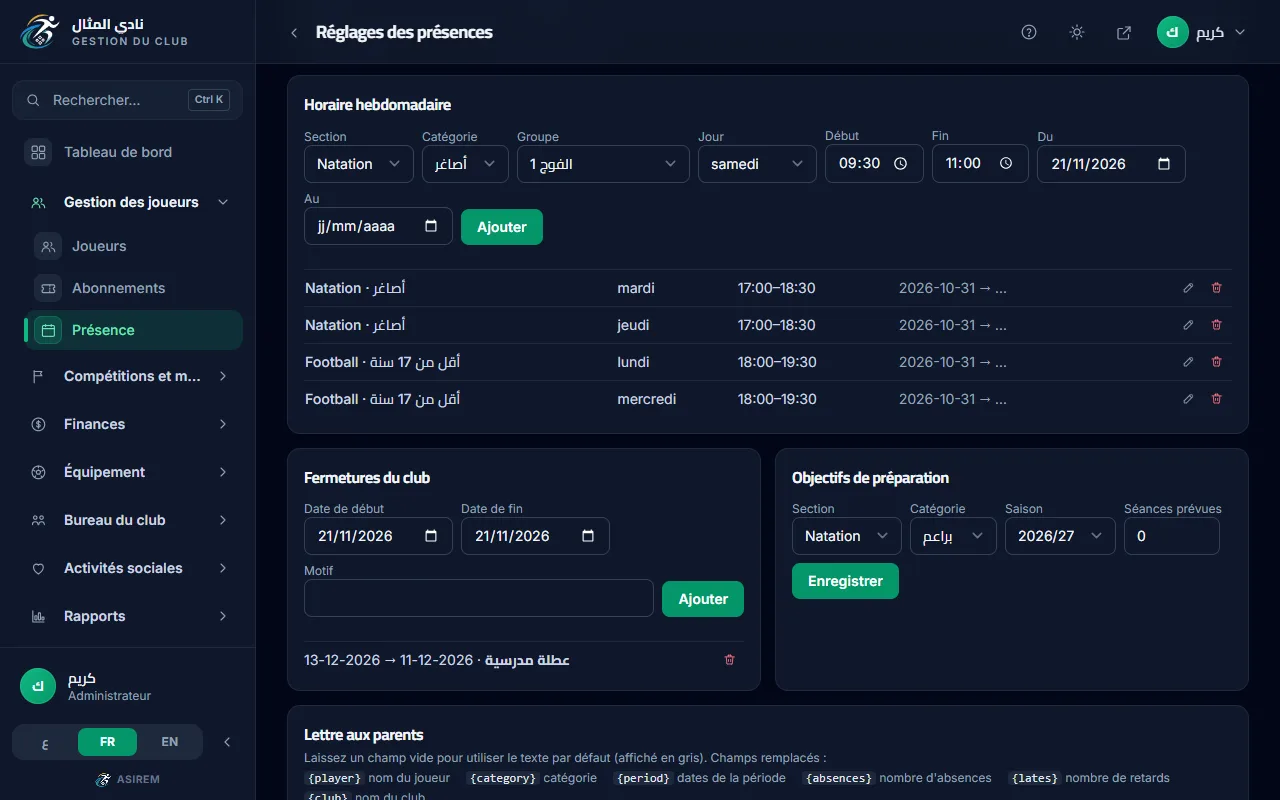 نادي المثال
GESTION DU CLUB
Réglages des présences
ك
كريم
Rechercher...
Ctrl K
Tableau de bord
Gestion des joueurs
Joueurs
Abonnements
Présence
Compétitions et m...
Finances
Équipement
Bureau du club
Activités sociales
Rapports
ك
كريم
Administrateur
ع
FR
EN
ASIREM
Horaire hebdomadaire
Section Catégorie Groupe Jour Début Fin Du
Natation أصاغر الفوج 1 samedi 09:30 11:00 21/11/2026
Au
jj/mm/aaaa Ajouter
Natation · أصاغر mardi 17:00–18:30 2026-10-31 → ...
Natation · أصاغر jeudi 17:00–18:30 2026-10-31 → ...
Football · أقل من 17 سنة lundi 18:00–19:30 2026-10-31 → ...
Football · أقل من 17 سنة mercredi 18:00–19:30 2026-10-31 → ...
Fermetures du club
Date de début Date de fin
21/11/2026 21/11/2026
Motif
Ajouter
13-12-2026 → 11-12-2026 · عطلة مدرسية
Objectifs de préparation
Section Catégorie Saison Séances prévues
Natation براعم 2026/27 0
Enregistrer
Lettre aux parents
Laissez un champ vide pour utiliser le texte par défaut (affiché en gris). Champs remplacés :
{player} nom du joueur {category} catégorie {period} dates de la période {absences} nombre d'absences {lates} nombre de retards
{club} nom du club